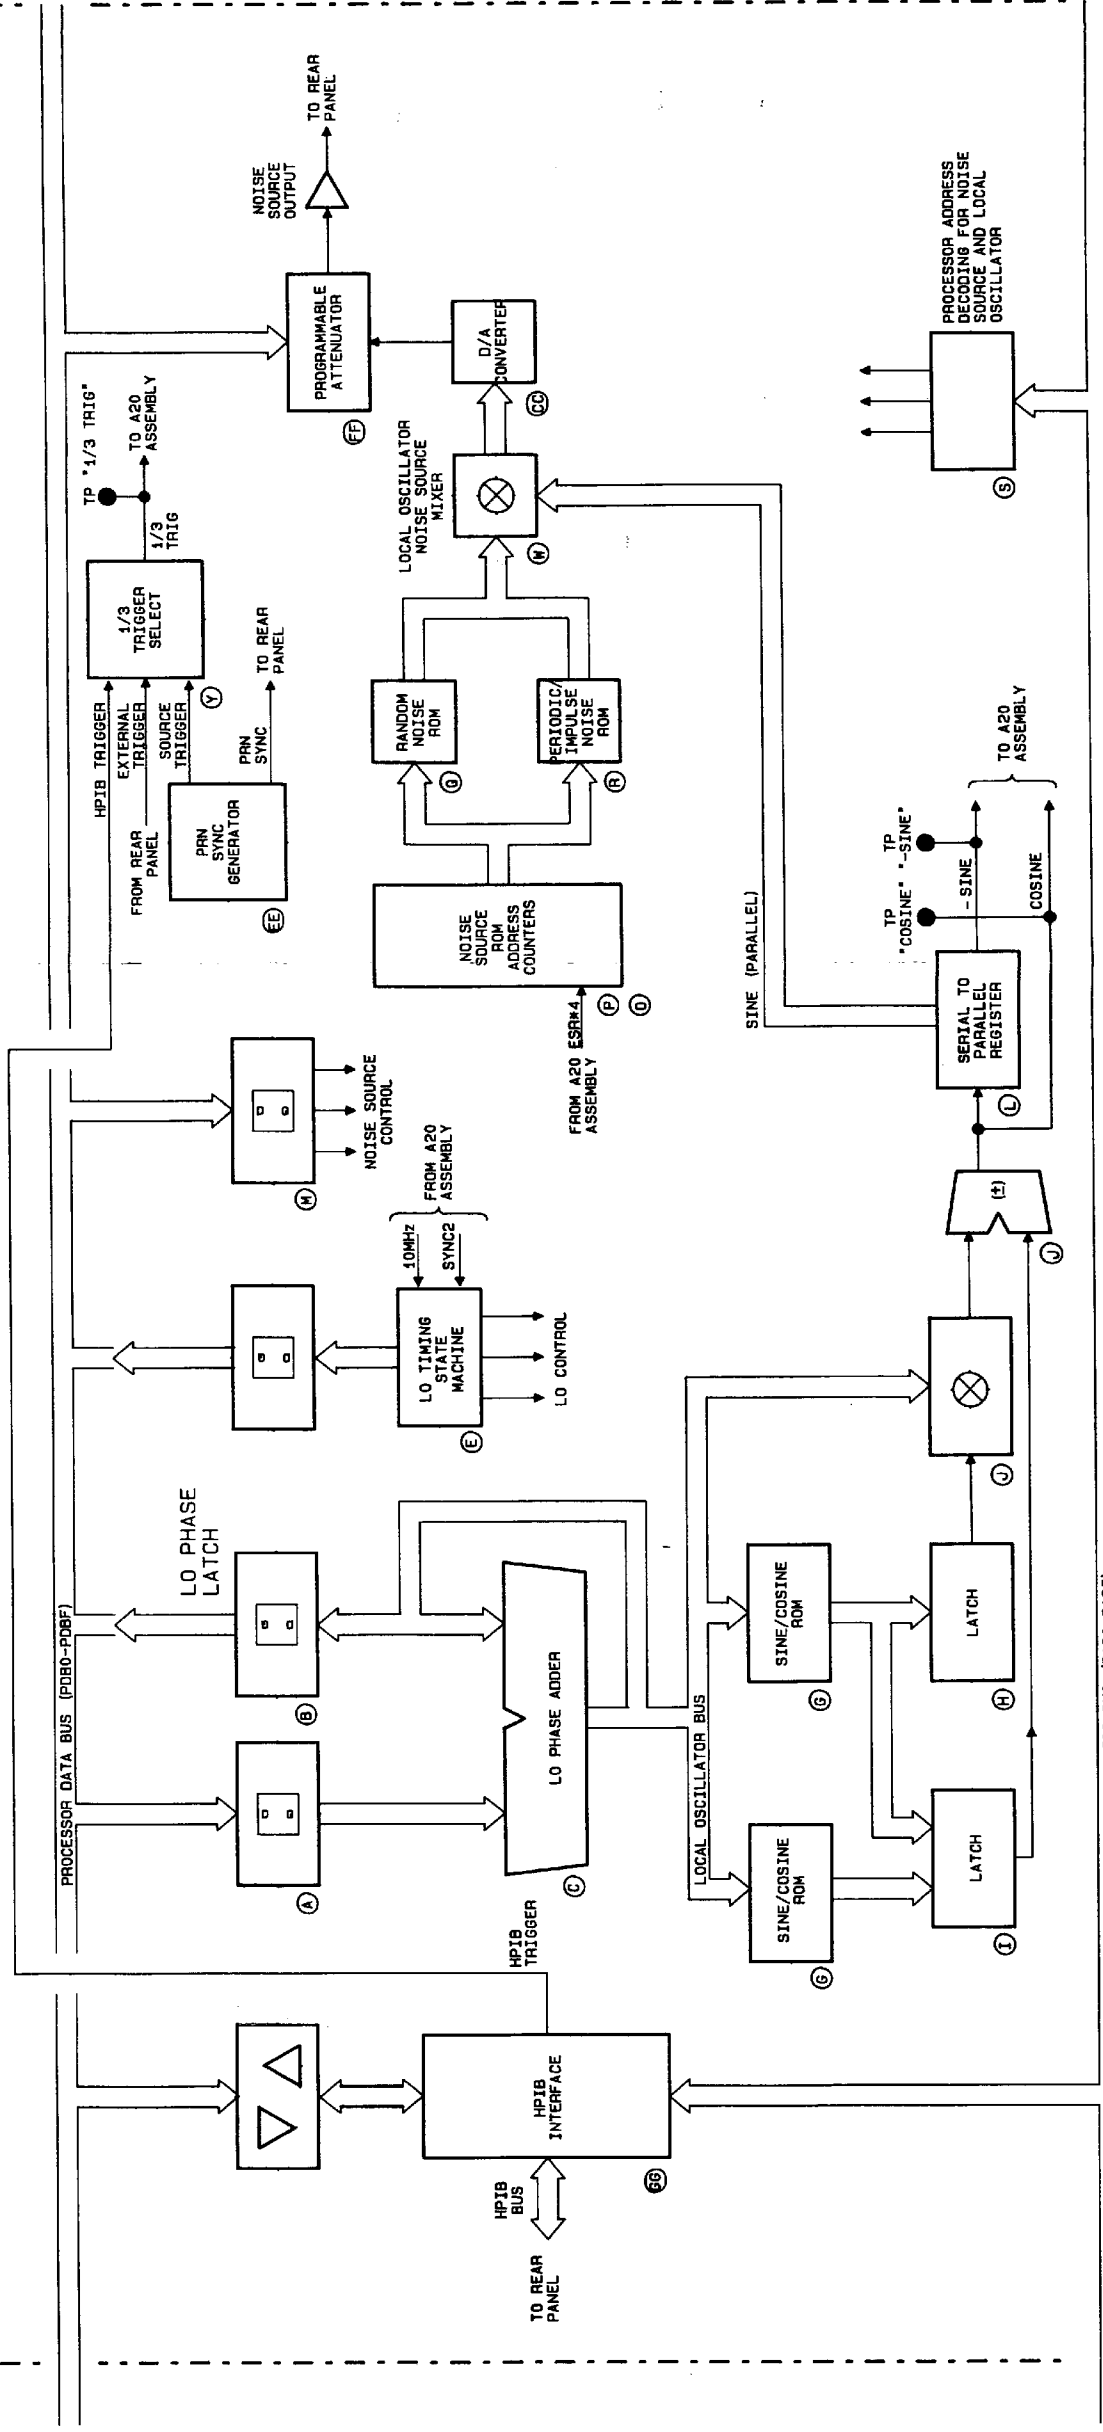 PROCESSOR DATA BUS (PDB0-PDBF)
HPIB
BUS
TO REAR
PANEL
HPIB
INTERFACE
GG
HPIB
TRIGGER
A
B
LO PHASE
LATCH
LO PHASE ADDER
C
LOCAL OSCILLATOR BUS
SINE/COSINE
ROM
G
SINE/COSINE
ROM
G
LATCH
I
LATCH
H
J
J
(±)
LO TIMING
STATE
MACHINE
E
10MHz
SYNC2
FROM A20
ASSEMBLY
LO CONTROL
M
NOISE SOURCE
CONTROL
SERIAL TO
PARALLEL
REGISTER
L
SINE (PARALLEL)
TP
"COSINE"
TP
"-SINE"
-SINE
COSINE
TO A20
ASSEMBLY
FROM A20 ESR*4
ASSEMBLY
NOISE
SOURCE
ROM
ADDRESS
COUNTERS
P
O
RANDOM
NOISE
ROM
Q
PERIODIC/
IMPULSE
NOISE
ROM
R
LOCAL OSCILLATOR
NOISE SOURCE
MIXER
W
D/A
CONVERTER
CC
PROGRAMMABLE
ATTENUATOR
FF
NOISE
SOURCE
OUTPUT
TO REAR
PANEL
PRN
SYNC
GENERATOR
EE
HPIB TRIGGER
EXTERNAL
TRIGGER
SOURCE
TRIGGER
FROM REAR
PANEL
PRN
SYNC
TO REAR
PANEL
1/3
TRIGGER
SELECT
Y
1/3
TRIG
TP "1/3 TRIG"
TO A20
ASSEMBLY
PROCESSOR ADDRESS
DECODING FOR NOISE
SOURCE AND LOCAL
OSCILLATOR
S